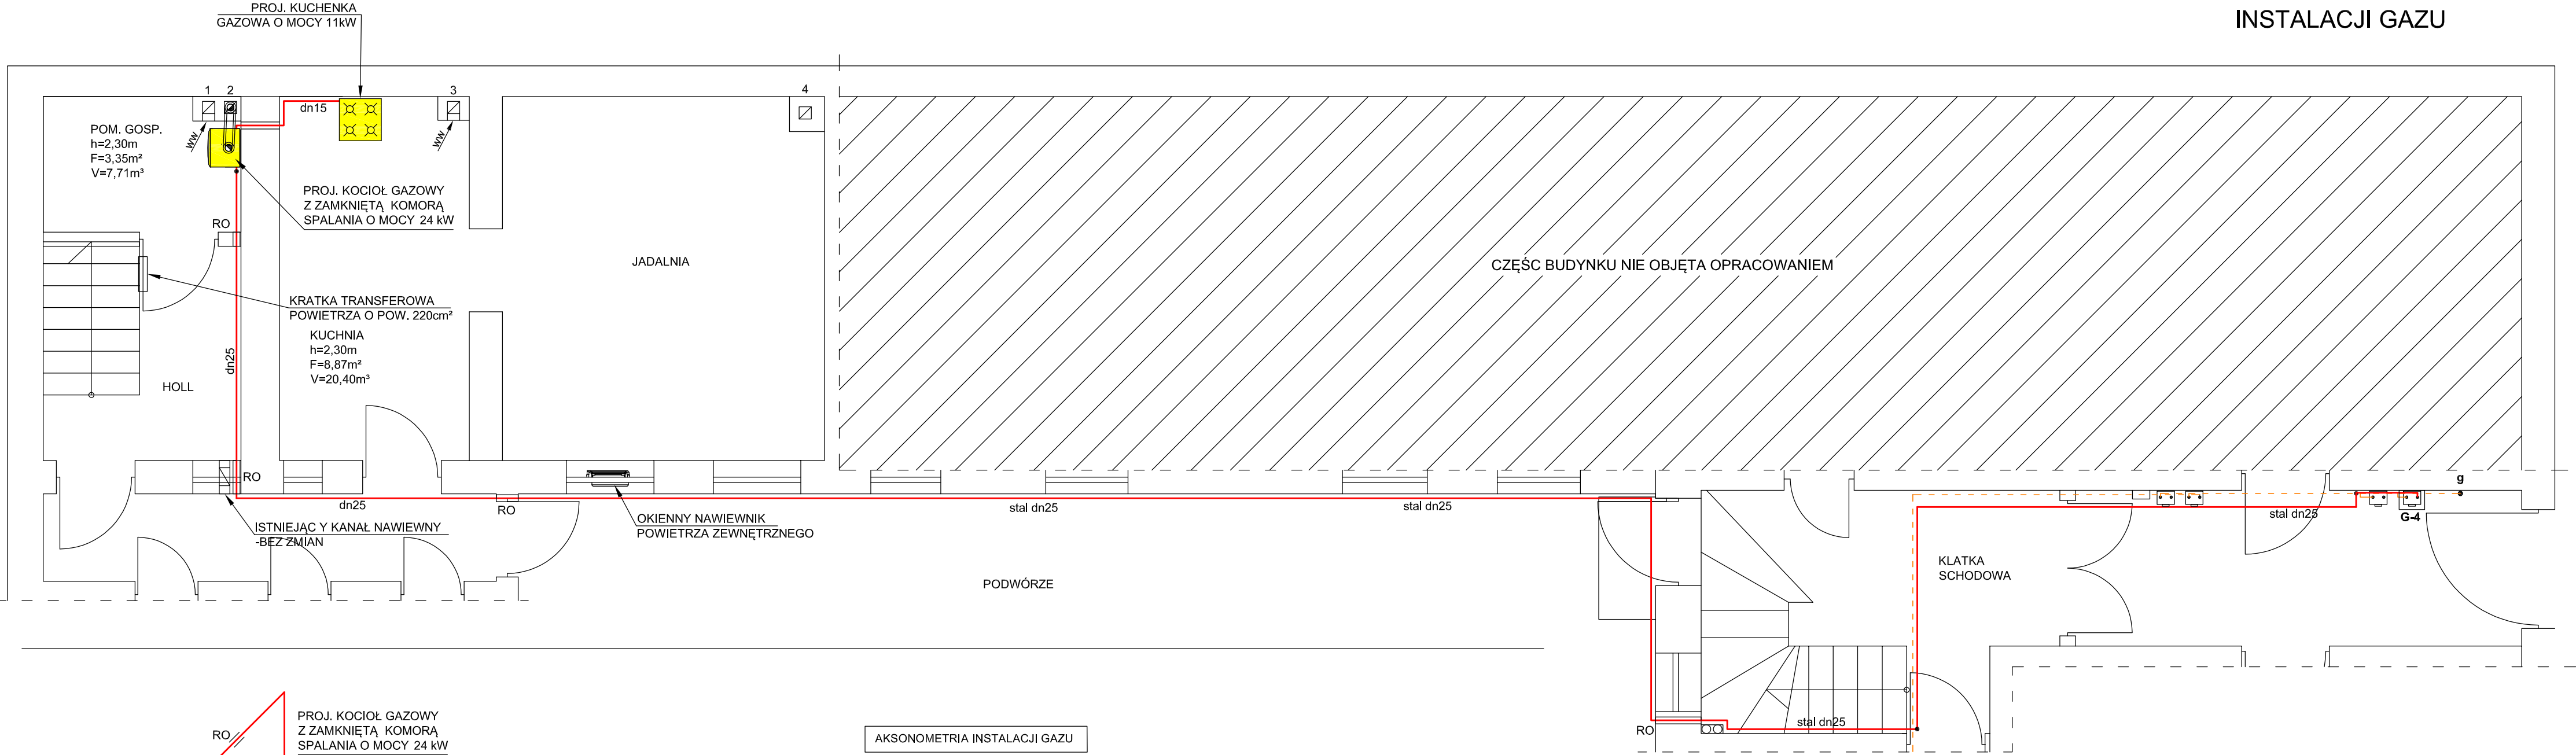 INSTALACJI GAZU
PROJ. KUCHENKA
GAZOWA O MOCY 11kW
1
2
dn15
3
4
POM. GOSP.
h=2,30m
F=3,35m²
V=7,71m³
ww
ww
PROJ. KOCIOŁ GAZOWY
Z ZAMKNIĘTĄ KOMORĄ
SPALANIA O MOCY 24 kW
RO
JADALNIA
CZĘŚC BUDYNKU NIE OBJĘTA OPRACOWANIEM
KRATKA TRANSFEROWA
POWIETRZA O POW. 220cm²
KUCHNIA
h=2,30m
F=8,87m²
V=20,40m³
dn25
HOLL
RO
dn25
RO
ISTNIEJĄC Y KANAŁ NAWIEWNY
-BEZ ZMIAN
OKIENNY NAWIEWNIK
POWIETRZA ZEWNĘTRZNEGO
stal dn25
stal dn25
g
stal dn25
G-4
KLATKA
SCHODOWA
PODWÓRZE
stal dn25
RO
RO
PROJ. KOCIOŁ GAZOWY
Z ZAMKNIĘTĄ KOMORĄ
SPALANIA O MOCY 24 kW
AKSONOMETRIA INSTALACJI GAZU